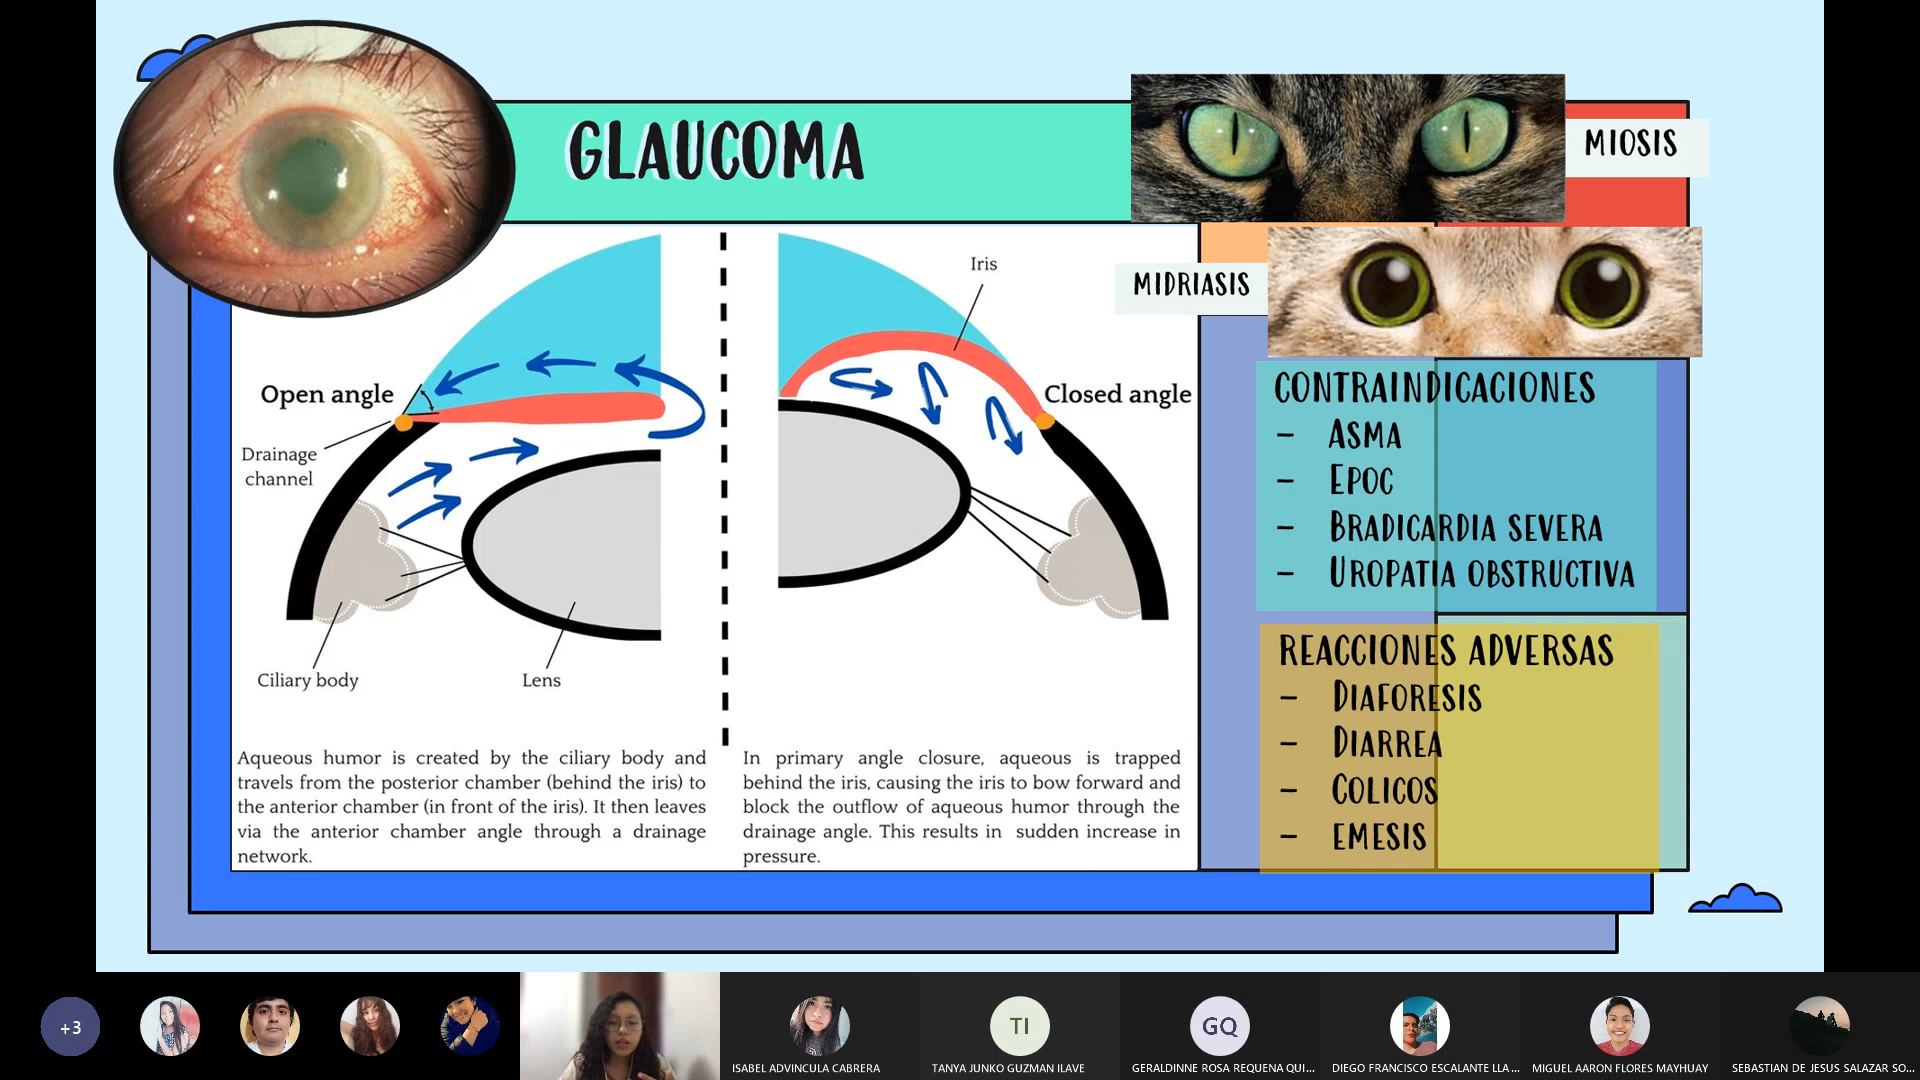 GLAUCOMA
MIOSIS
MIDRIASIS
Iris
Open angle
Closed angle
Drainage
channel
Ciliary body
Lens
Aqueous humor is created by the ciliary body and
travels from the posterior chamber (behind the iris) to
the anterior chamber (in front of the iris). It then leaves
via the anterior chamber angle through a drainage
network.
In primary angle closure, aqueous is trapped
behind the iris, causing the iris to bow forward and
block the outflow of aqueous humor through the
drainage angle. This results in sudden increase in
pressure.
CONTRAINDICACIONES
- ASMA
- EPOC
- BRADICARDIA SEVERA
- UROPATIA OBSTRUCTIVA
REACCIONES ADVERSAS
- DIAFORESIS
- DIARREA
- COLICOS
- EMESIS
+3
TI
GQ
ISABEL ADVINCULA CABRERA
TANYA JUNKO GUZMAN ILAVE
GERALDINNE ROSA REQUENA QUI...
DIEGO FRANCISCO ESCALANTE LLA...
MIGUEL AARON FLORES MAYHUAY
SEBASTIAN DE JESUS SALAZAR SO...